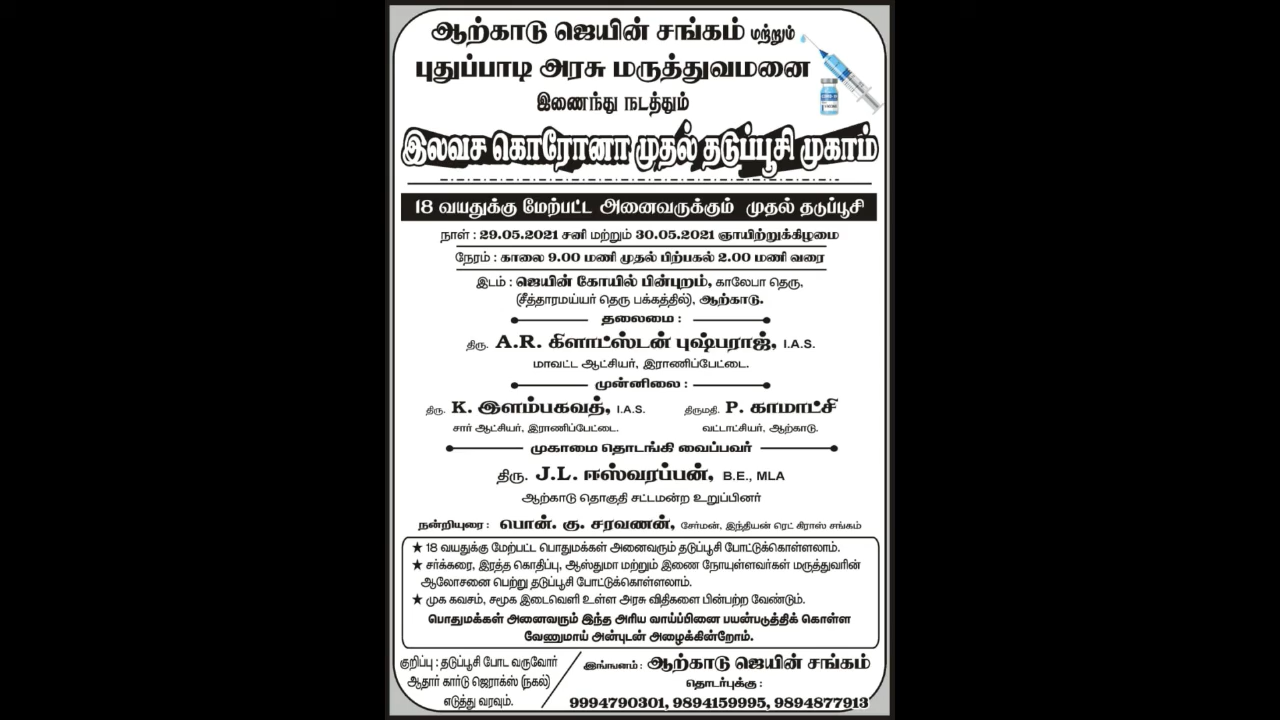 ஆற்காடு ஜெயின் சங்கம் மற்றும்
புதுப்பாடி அரசு மருத்துவமனை
இணைந்து நடத்தும்
இலவச கொரோனா முதல் தடுப்பூசி முகாம்
18 வயதுக்கு மேற்பட்ட அனைவருக்கும் முதல் தடுப்பூசி
நாள் : 29.05.2021 சனி மற்றும் 30.05.2021 ஞாயிற்றுக்கிழமை
நேரம் : காலை 9.00 மணி முதல் பிற்பகல் 2.00 மணி வரை
இடம் : ஜெயின் கோயில் பின்புறம், காலேபா தெரு,
(சீத்தாரமய்யர் தெரு பக்கத்தில்), ஆற்காடு.
தலைமை :
திரு. A.R. கிளாட்ஸ்டன் புஷ்பராஜ், I.A.S.
மாவட்ட ஆட்சியர், இராணிப்பேட்டை.
முன்னிலை :
திரு. K. இளம்பகவத், I.A.S. திருமதி. P. காமாட்சி
சார் ஆட்சியர், இராணிப்பேட்டை. வட்டாட்சியர், ஆற்காடு.
முகாமை தொடங்கி வைப்பவர்
திரு. J.L. ஈஸ்வரப்பன், B.E., MLA
ஆற்காடு தொகுதி சட்டமன்ற உறுப்பினர்
நன்றியுரை : பொன். கு. சரவணன், சேர்மன், இந்தியன் ரெட் கிராஸ் சங்கம்
★ 18 வயதுக்கு மேற்பட்ட பொதுமக்கள் அனைவரும் தடுப்பூசி போட்டுக்கொள்ளலாம்.
★ சர்க்கரை, இரத்த கொதிப்பு, ஆஸ்துமா மற்றும் இணை நோயுள்ளவர்கள் மருத்துவரின்
ஆலோசனை பெற்று தடுப்பூசி போட்டுக்கொள்ளலாம்.
★ முக கவசம், சமூக இடைவெளி உள்ள அரசு விதிகளை பின்பற்ற வேண்டும்.
பொதுமக்கள் அனைவரும் இந்த அரிய வாய்ப்பினை பயன்படுத்திக் கொள்ள
வேணுமாய் அன்புடன் அழைக்கின்றோம்.
குறிப்பு : தடுப்பூசி போட வருவோர்
ஆதார் கார்டு ஜெராக்ஸ் (நகல்)
எடுத்து வரவும்.
இங்ஙனம் : ஆற்காடு ஜெயின் சங்கம்
தொடர்புக்கு :
9994790301, 9894159995, 9894877913